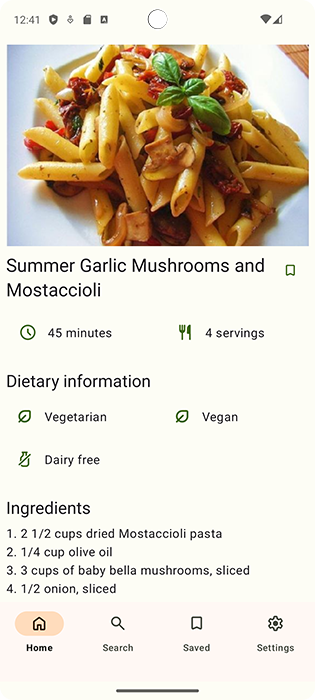 12:41
Summer Garlic Mushrooms and
Mostaccioli
45 minutes
4 servings
Dietary information
Vegetarian
Vegan
Dairy free
Ingredients
1. 2 1/2 cups dried Mostaccioli pasta
2. 1/4 cup olive oil
3. 3 cups of baby bella mushrooms, sliced
4. 1/2 onion, sliced
Home
Search
Saved
Settings